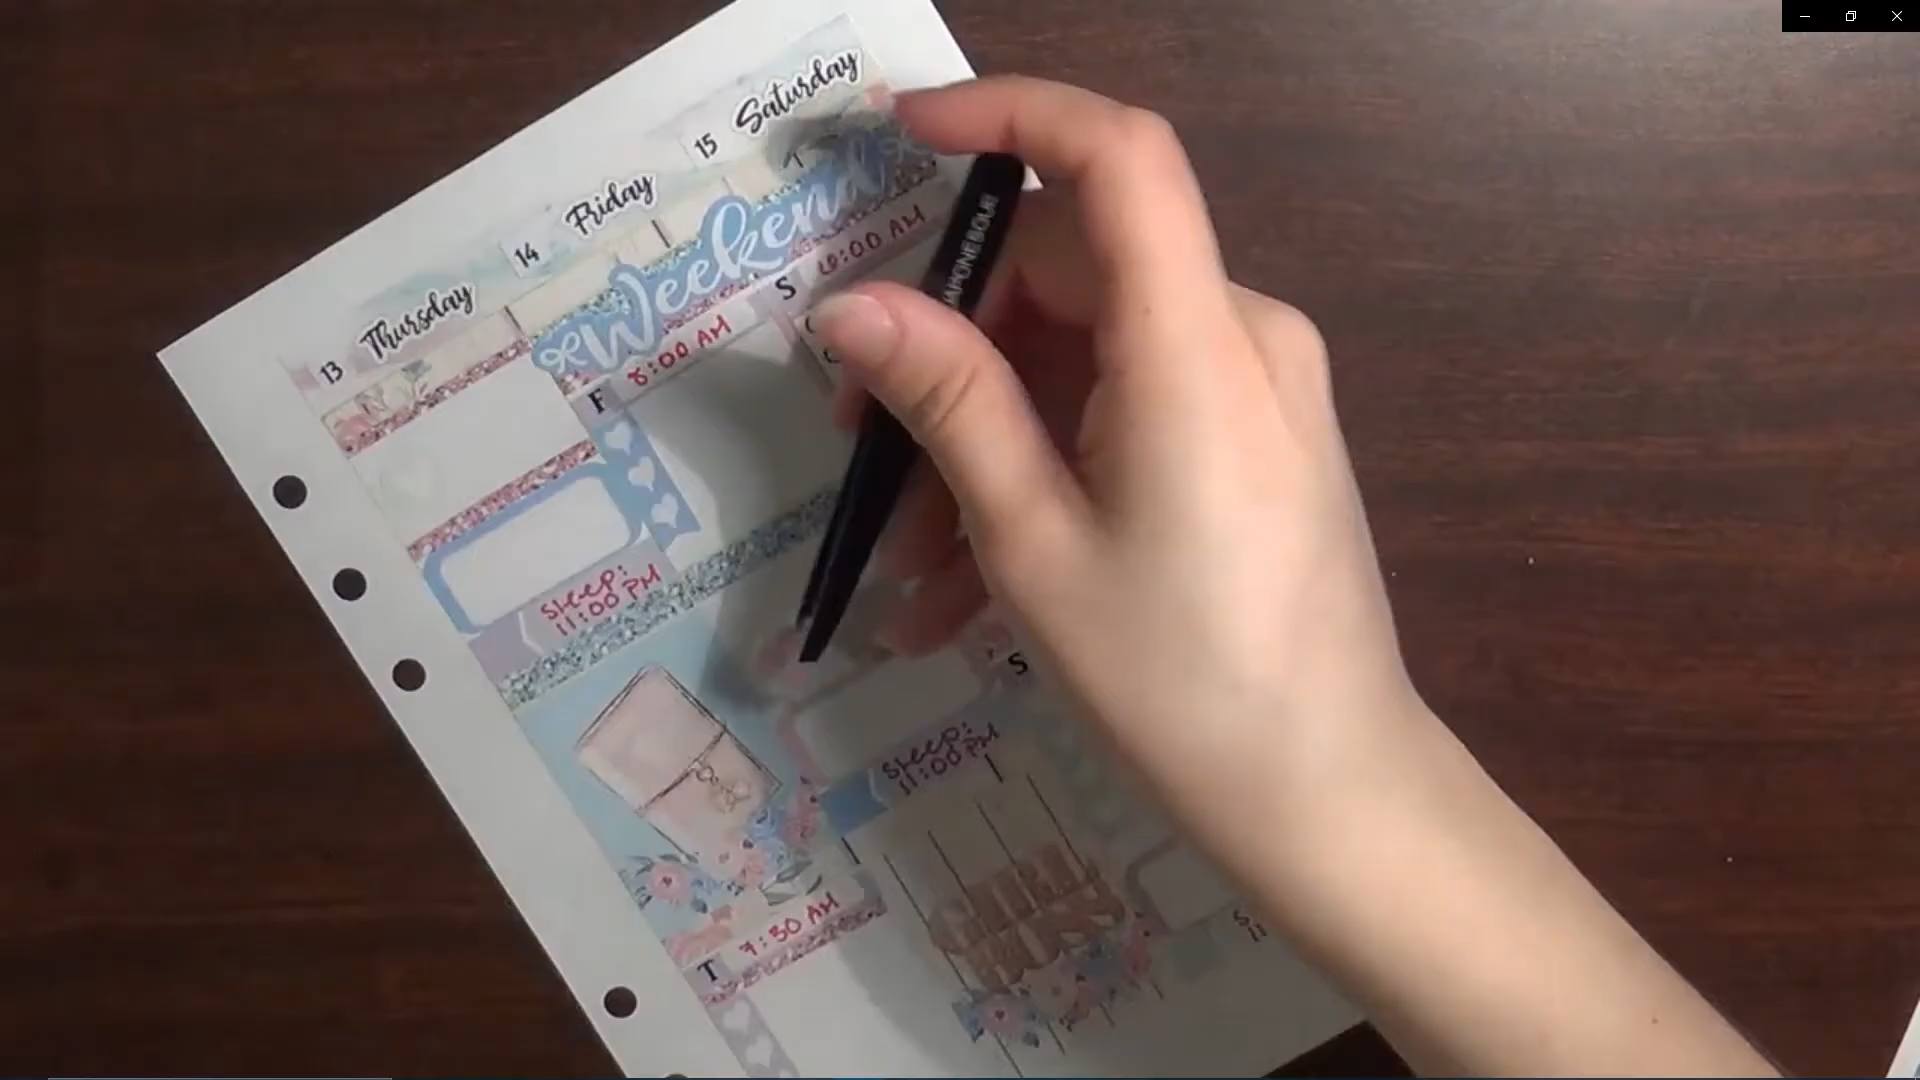 15 Saturday
14 Friday
13 Thursday
Weekend
S 6:00 AM
F 8:00 AM
Sleep:
11:00 PM
S
Sleep:
11:00 PM
T 7:30 AM
S
11